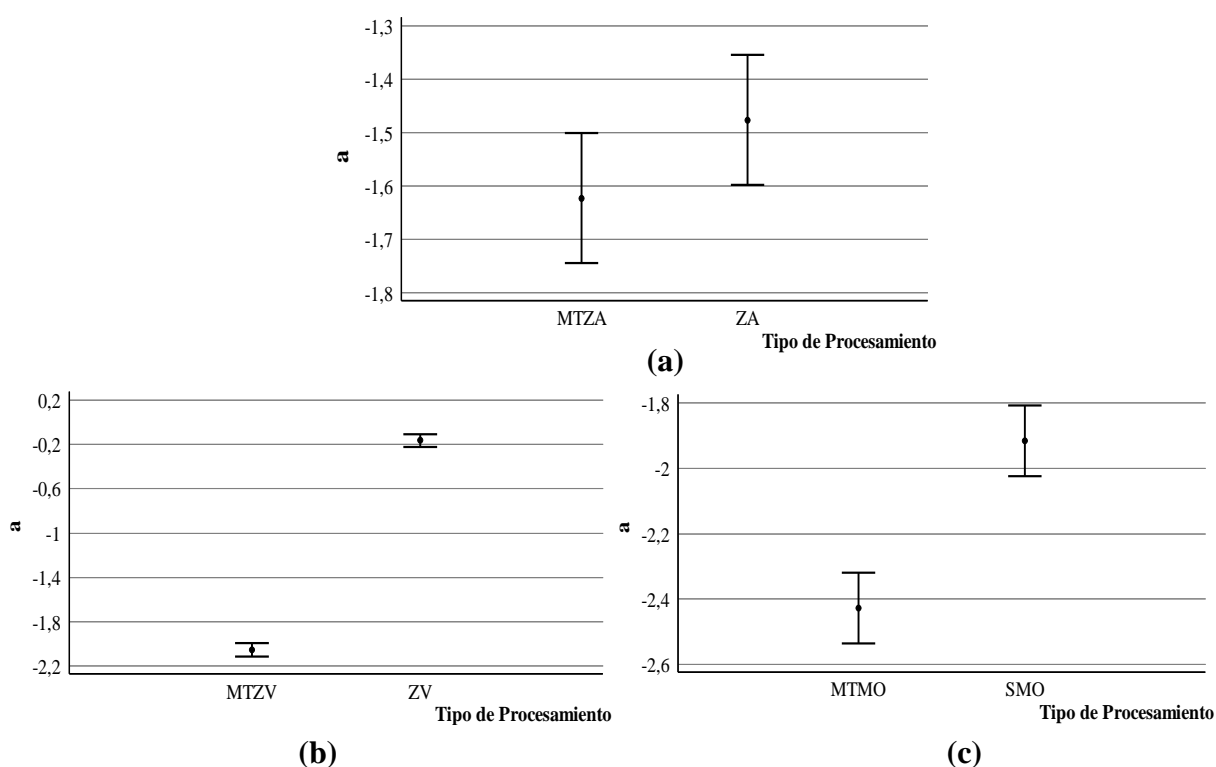 -1,3
-1,4
-1,5
-1,6
-1,7
-1,8
a
MTZA ZA
Tipo de Procesamiento
(a)
0,2
-0,2
-0,6
-1
-1,4
-1,8
-2,2
a
MTZV ZV
Tipo de Procesamiento
(b)
-1,8
-2
-2,2
-2,4
-2,6
a
MTMO SMO
Tipo de Procesamiento
(c)